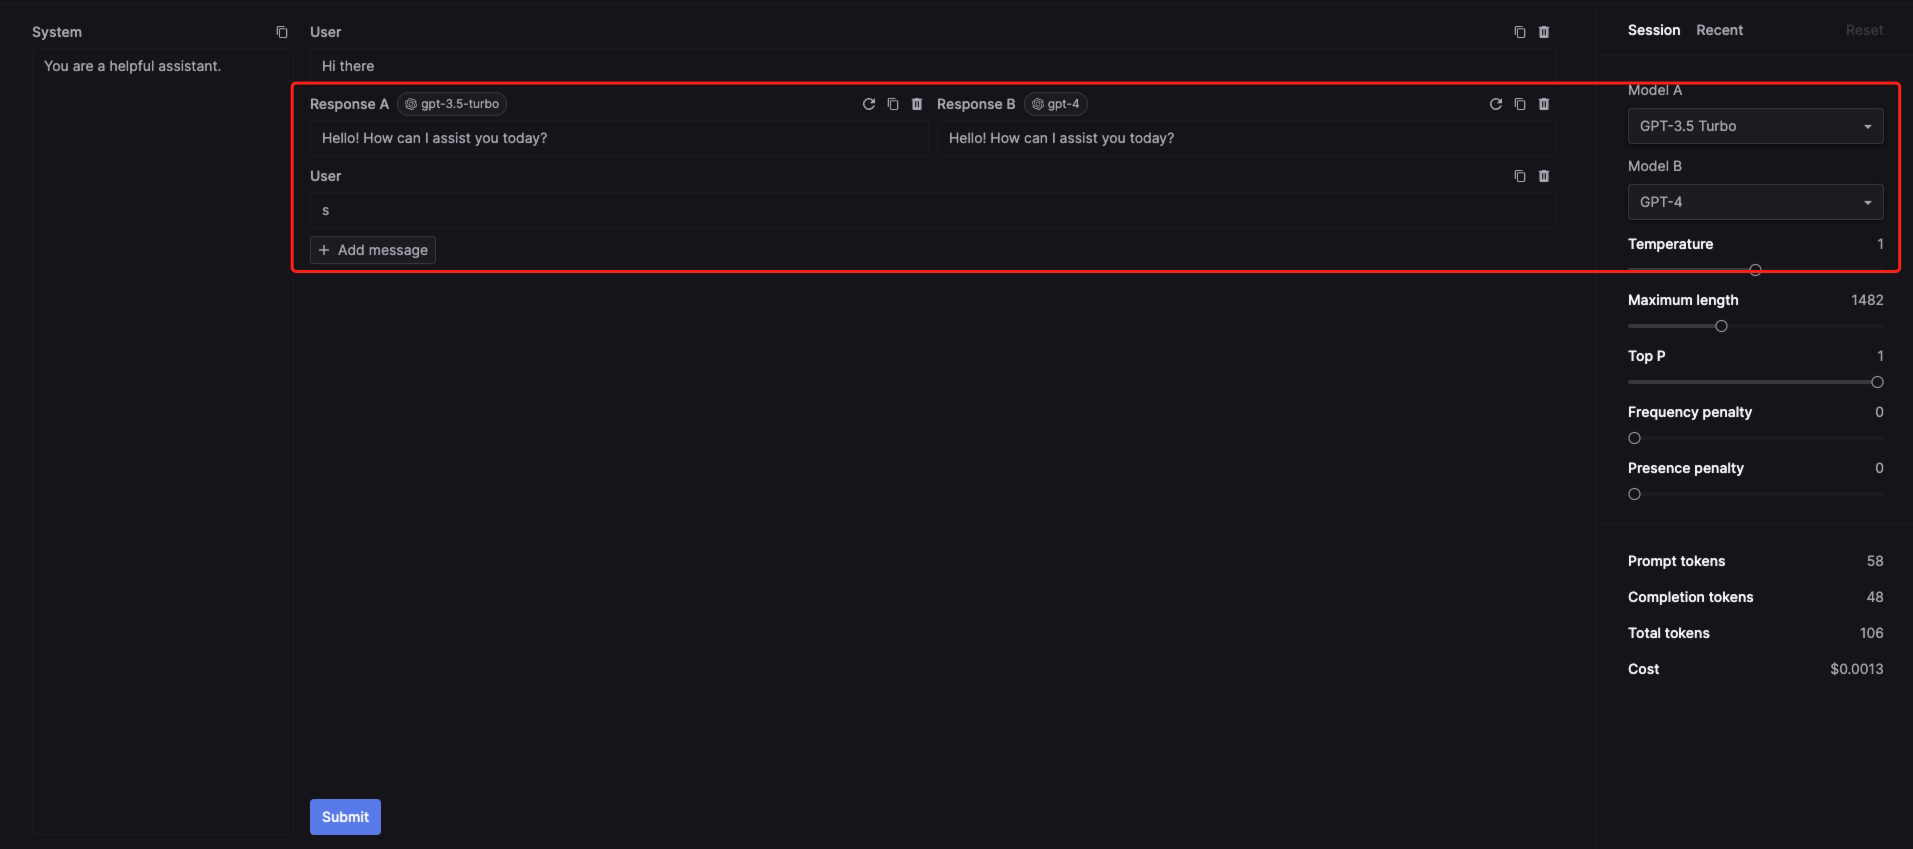 System
You are a helpful assistant.
User
Hi there
Response A gpt-3.5-turbo
Hello! How can I assist you today?
Response B gpt-4
Hello! How can I assist you today?
User
s
+ Add message
Submit
Session Recent Reset
Model A
GPT-3.5 Turbo
Model B
GPT-4
Temperature 1
Maximum length 1482
Top P 1
Frequency penalty 0
Presence penalty 0
Prompt tokens 58
Completion tokens 48
Total tokens 106
Cost $0.0013